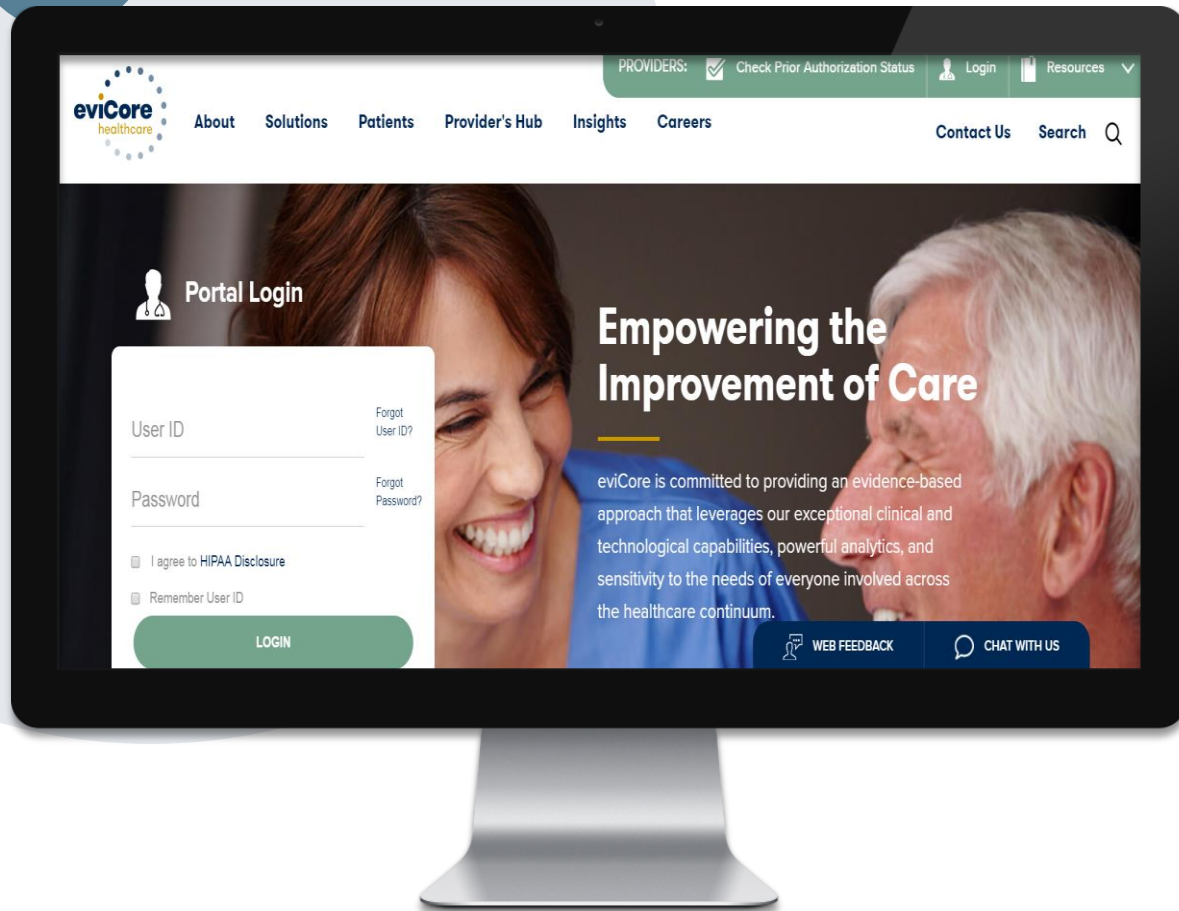 PROVIDERS: Check Prior Authorization Status Login Resources
eviCore
healthcare
About Solutions Patients Provider's Hub Insights Careers
Contact Us Search
Portal Login
User ID
Forgot
User ID?
Password
Forgot
Password?
I agree to HIPAA Disclosure
Remember User ID
LOGIN
Empowering the
Improvement of Care
eviCore is committed to providing an evidence-based
approach that leverages our exceptional clinical and
technological capabilities, powerful analytics, and
sensitivity to the needs of everyone involved across
the healthcare continuum.
WEB FEEDBACK CHAT WITH US